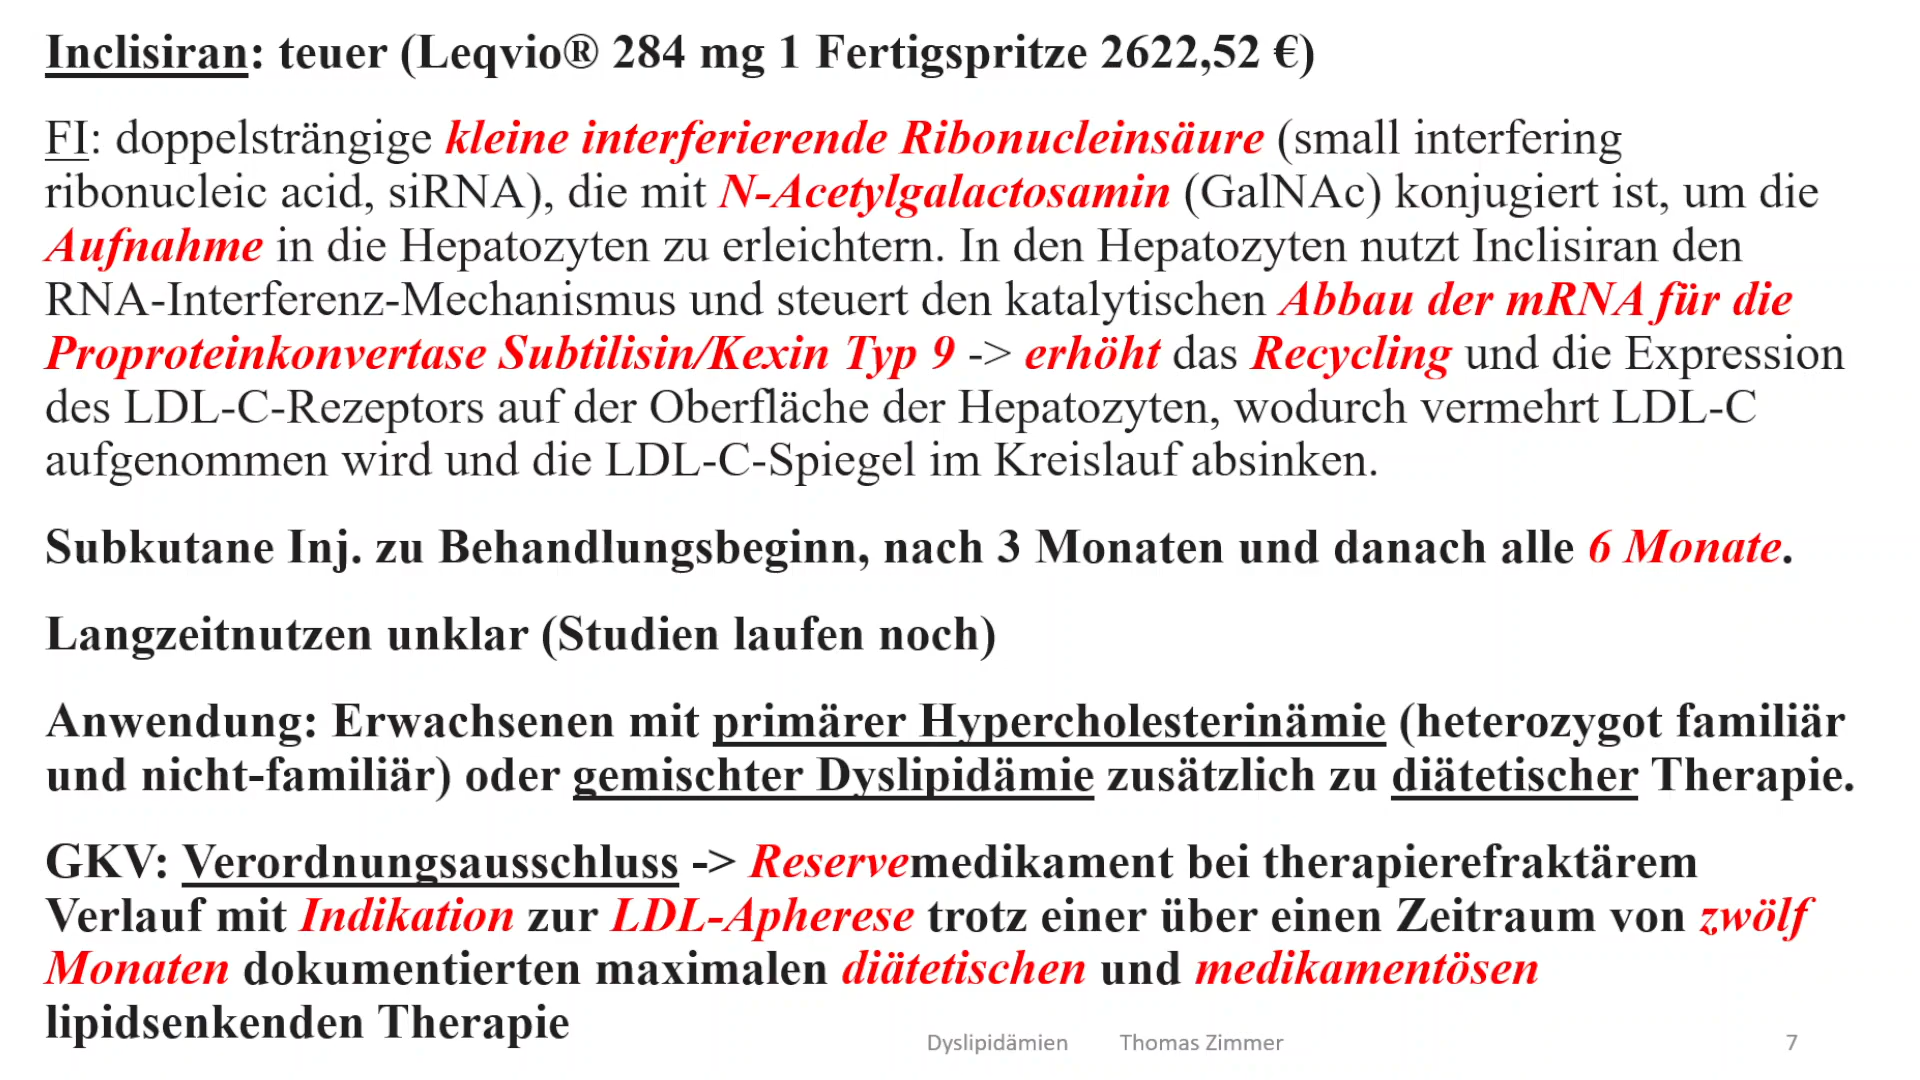 Inclisiran: teuer (Leqvio® 284 mg 1 Fertigspritze 2622,52 €)
FI: doppelsträngige kleine interferierende Ribonucleinsäure (small interfering
ribonucleic acid, siRNA), die mit N-Acetylgalactosamin (GalNAc) konjugiert ist, um die
Aufnahme in die Hepatozyten zu erleichtern. In den Hepatozyten nutzt Inclisiran den
RNA-Interferenz-Mechanismus und steuert den katalytischen Abbau der mRNA für die
Proproteinkonvertase Subtilisin/Kexin Typ 9 -> erhöht das Recycling und die Expression
des LDL-C-Rezeptors auf der Oberfläche der Hepatozyten, wodurch vermehrt LDL-C
aufgenommen wird und die LDL-C-Spiegel im Kreislauf absinken.
Subkutane Inj. zu Behandlungsbeginn, nach 3 Monaten und danach alle 6 Monate.
Langzeitnutzen unklar (Studien laufen noch)
Anwendung: Erwachsenen mit primärer Hypercholesterinämie (heterozygot familiär
und nicht-familiär) oder gemischter Dyslipidämie zusätzlich zu diätetischer Therapie.
GKV: Verordnungsausschluss -> Reservemedikament bei therapierefraktärem
Verlauf mit Indikation zur LDL-Apherese trotz einer über einen Zeitraum von zwölf
Monaten dokumentierten maximalen diätetischen und medikamentösen
lipidsenkenden Therapie
Dyslipidämien Thomas Zimmer 7